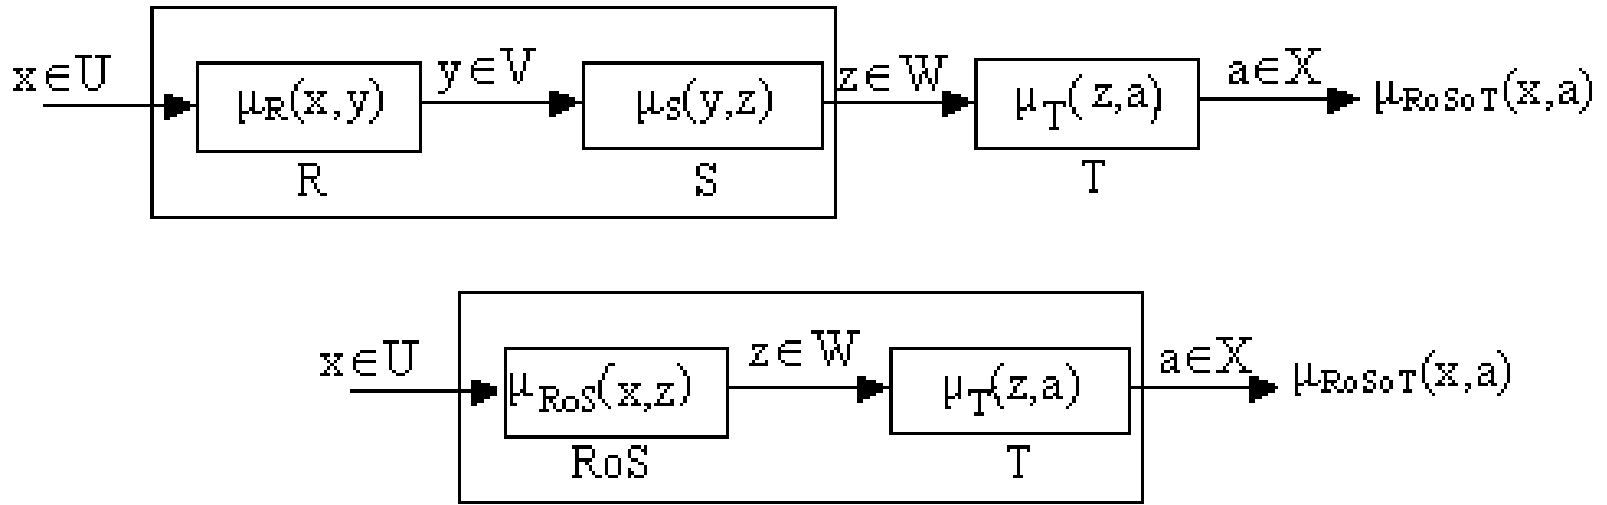 x∈U μR(x,y) y∈V μS(y,z) z∈W μT(z,a) a∈X μRoSoT(x,a)
R S T
x∈U μRoS(x,z) z∈W μT(z,a) a∈X μRoSoT(x,a)
RoS T